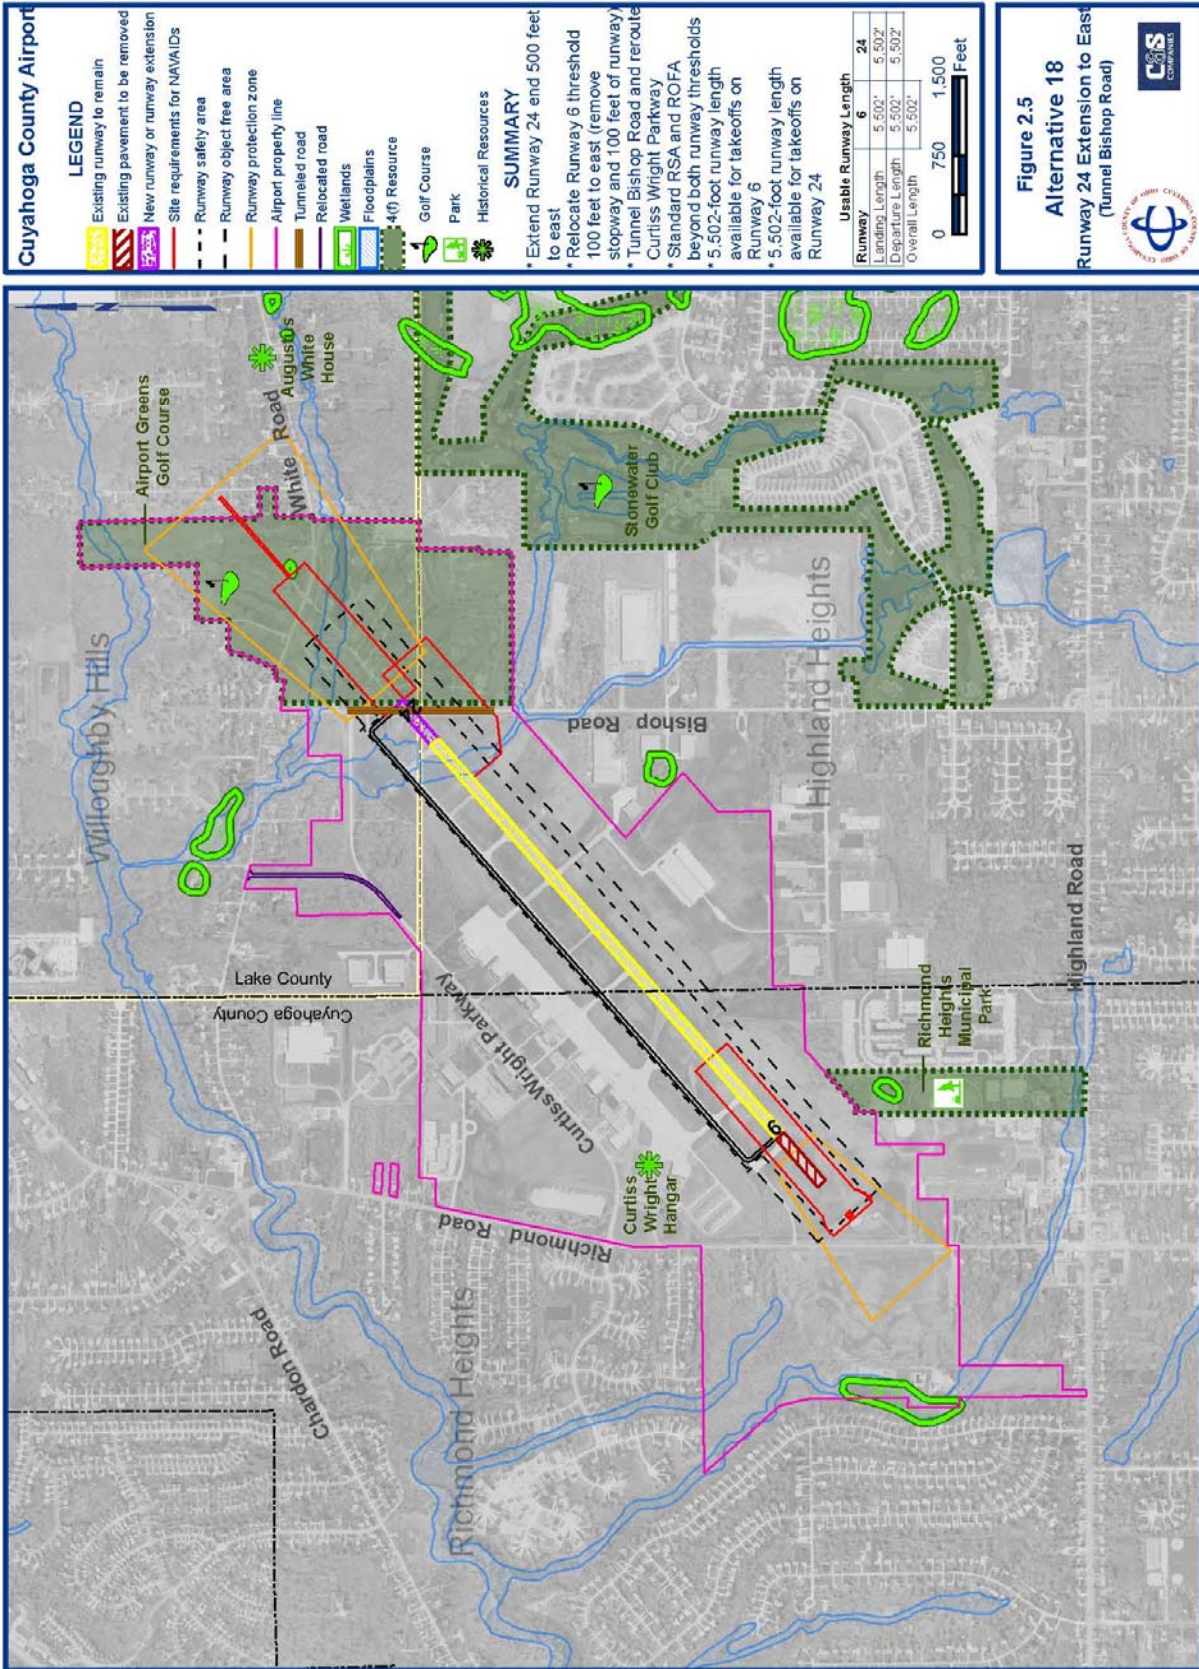 Cuyahoga County Airport
LEGEND
Existing runway to remain
Existing pavement to be removed
New runway or runway extension
Site requirements for NAVAIDs
Runway safety area
Runway object free area
Runway protection zone
Airport property line
Tunneled road
Relocated road
Wetlands
Floodplains
4(f) Resource
Golf Course
Park
Historical Resources
SUMMARY
* Extend Runway 24 end 500 feet
to east
* Relocate Runway 6 threshold
100 feet to east (remove
stopway and 100 feet of runway)
* Tunnel Bishop Road and reroute
Curtiss Wright Parkway
* Standard RSA and ROFA
beyond both runway thresholds
* 5,502-foot runway length
available for takeoffs on
Runway 6
* 5,502-foot runway length
available for takeoffs on
Runway 24
Usable Runway Length
Runway 6 24
Landing Length 5,502' 5,502'
Departure Length 5,502' 5,502'
Overall Length 5,502'
0 750 1,500
Feet
Figure 2.5
Alternative 18
Runway 24 Extension to East
(Tunnel Bishop Road)
C&S
COMPANIES
N
Willoughby Hills
Airport Greens
Golf Course
White Road
Augustus
White
House
Lake County
Cuyahoga County
Chardon Road
Curtiss Wright Parkway
24
Richmond Road
Richmond Heights
Curtiss
Wright
Hangar
6
Bishop Road
Stonewater
Golf Club
Highland Heights
Richmond
Heights
Municipal
Park
Highland Road